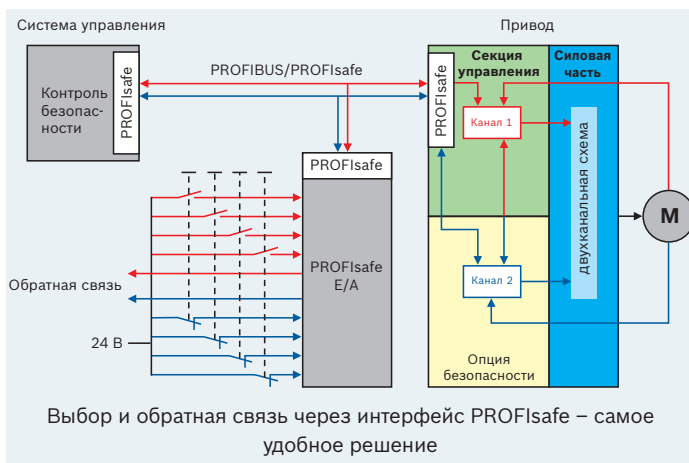 Система управления
Привод
PROFIBUS/PROFIsafe
Контроль
безопас-
ности
PROFIsafe
PROFIsafe
Секция
управления
Силовая
часть
Канал 1
двухканальная схема
M
PROFIsafe
PROFIsafe
E/A
Канал 2
Обратная связь
24 В
Опция
безопасности
Выбор и обратная связь через интерфейс PROFIsafe – самое
удобное решение